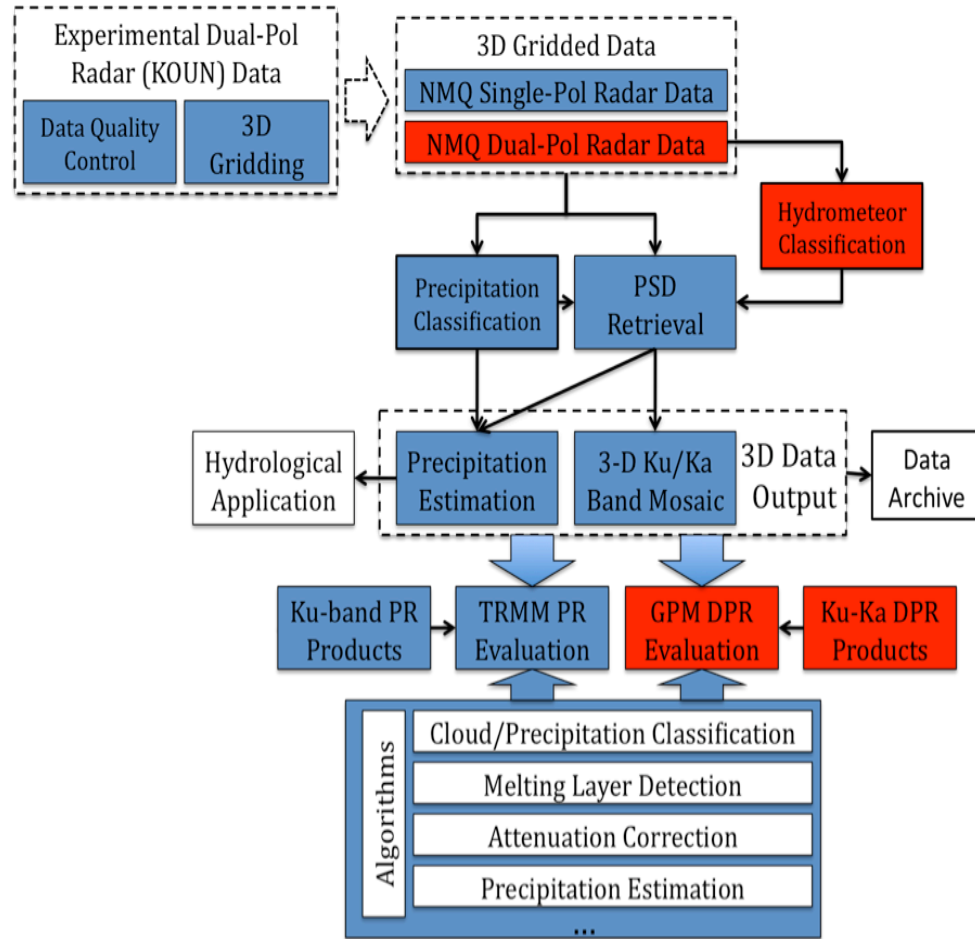 Experimental Dual-Pol
Radar (KOUN) Data
Data Quality
Control
3D
Gridding
3D Gridded Data
NMQ Single-Pol Radar Data
NMQ Dual-Pol Radar Data
Hydrometeor
Classification
Precipitation
Classification
PSD
Retrieval
Hydrological
Application
Precipitation
Estimation
3-D Ku/Ka
Band Mosaic
3D Data
Output
Data
Archive
Ku-band PR
Products
TRMM PR
Evaluation
GPM DPR
Evaluation
Ku-Ka DPR
Products
Algorithms
Cloud/Precipitation Classification
Melting Layer Detection
Attenuation Correction
Precipitation Estimation
...